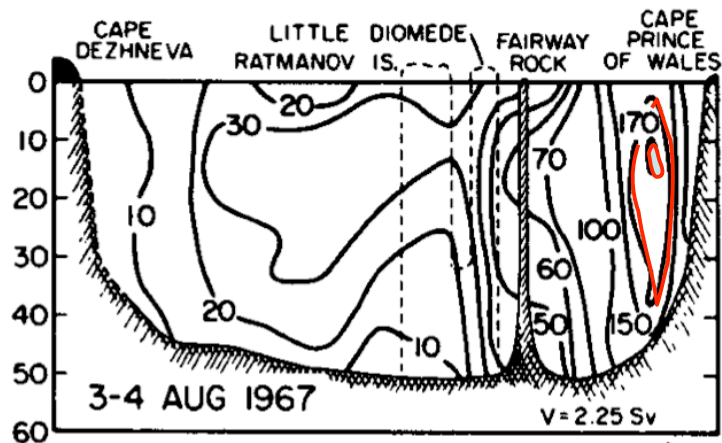 CAPE
DEZHNEVA
LITTLE DIOMEDE
RATMANOV IS.
FAIRWAY
ROCK
CAPE
PRINCE
OF WALES
0
10
20
30
40
50
60
20
30
10
20
10
70
60
50
100
150
170
3-4 AUG 1967
V = 2.25 Sv